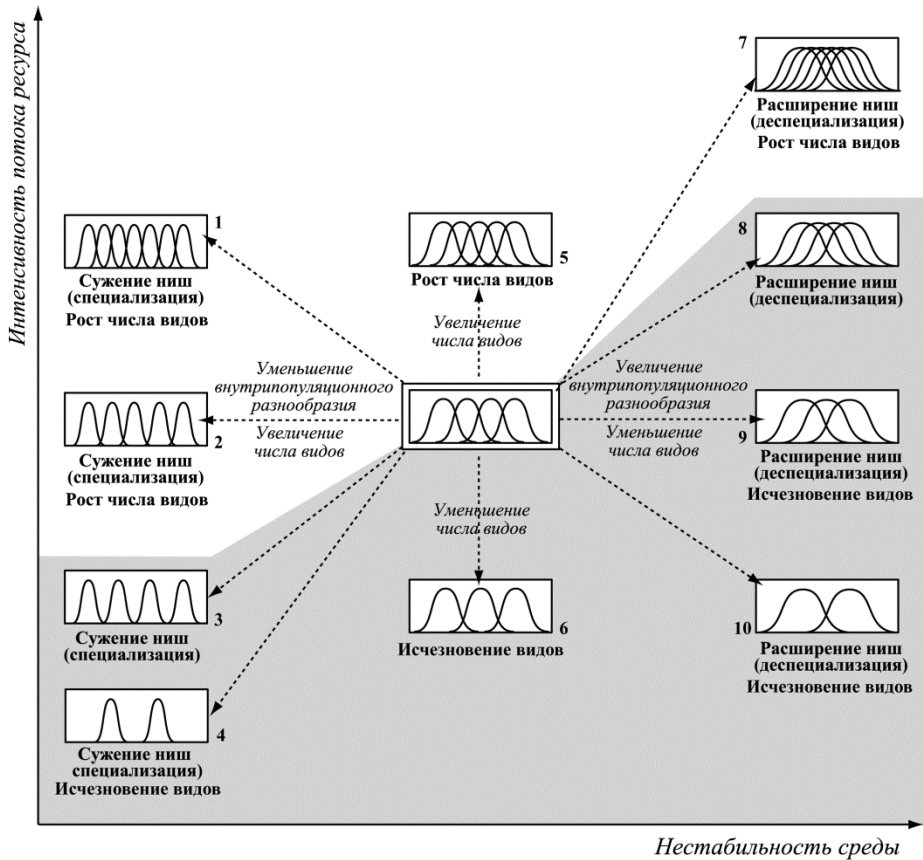 Интенсивность потока ресурса
7
Расширение ниш
(деспециализация)
Рост числа видов
1
Сужение ниш
(специализация)
Рост числа видов
5
Рост числа видов
8
Расширение ниш
(деспециализация)
Увеличение
числа видов
Уменьшение
внутрипопуляционного
разнообразия
Увеличение
числа видов
Увеличение
внутрипопуляционного
разнообразия
Уменьшение
числа видов
2
Сужение ниш
(специализация)
Рост числа видов
9
Расширение ниш
(деспециализация)
Исчезновение видов
Уменьшение
числа видов
3
Сужение ниш
(специализация)
6
Исчезновение видов
10
Расширение ниш
(деспециализация)
Исчезновение видов
4
Сужение ниш
специализация)
Исчезновение видов
Нестабильность среды